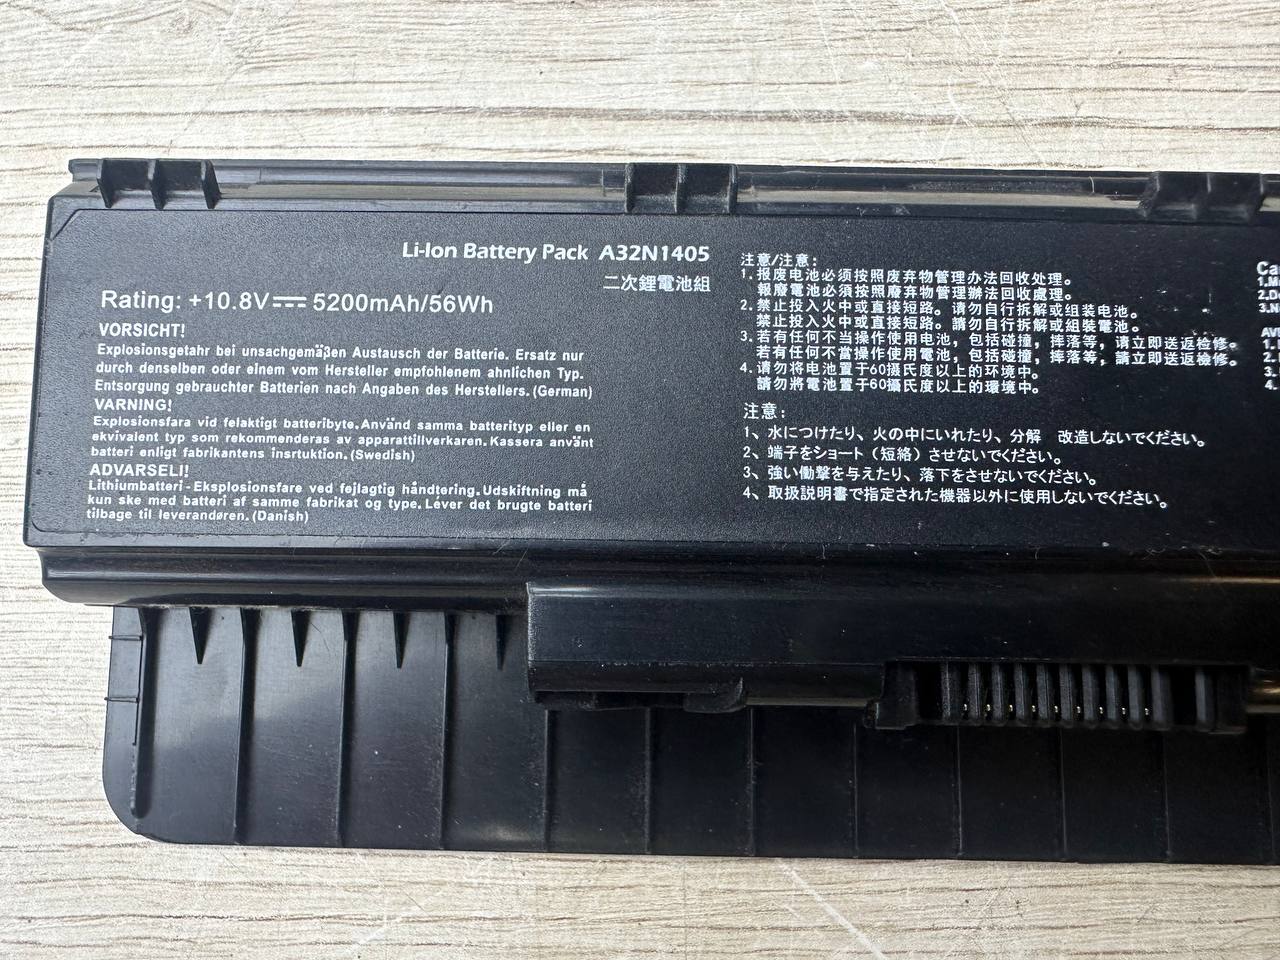 Li-Ion Battery Pack A32N1405
二次鋰電池組
Rating: +10.8V⎓ 5200mAh/56Wh
VORSICHT!
Explosionsgetahr bei unsachgemäßen Austausch der Batterie. Ersatz nur
durch denselben oder einem vom Hersteller empfohlenem ahnlichen Typ.
Entsorgung gebrauchter Batterien nach Angaben des Herstellers. (German)
VARNING!
Explosionsfara vid felaktigt batteribyte. Använd samma batterityp eller en
ekvivalent typ som rekommenderas av apparattillverkaren. Kassera använt
batteri enligt fabrikantens insrtuktion. (Swedish)
ADVARSELI!
Lithiumbatteri - Eksplosionsfare ved fejlagtig håndtering. Udskiftning må
kun ske med batteri af samme fabrikat og type. Lever det brugte batteri
tilbage til leverandøren. (Danish)
注意/注意:
1. 报废电池必须按照废弃物管理办法回收处理。
報廢電池必須按照廢弃物管理辦法回收處理。
2. 禁止投入火中或直接短路。请勿自行拆解或组装电池。
禁止投入火中或直接短路。請勿自行拆解或組裝電池。
3. 若有任何不当操作使用电池，包括碰撞，摔落等，请立即送返检修。
若有任何不當操作使用電池，包括碰撞，摔落等，請立即送返檢修。
4. 请勿将电池置于60摄氏度以上的环境中。
請勿將電池置于60攝氏度以上的環境中。
注意:
1、水につけたり、火の中にいれたり、分解 改造しないでください。
2、端子をショート（短絡）させないでください。
3、強い働撃を与えたり、落下をさせないでください。
4、取扱説明書で指定された機器以外に使用しないでください。
1.
2.
3.
1.
2.
3.
4.